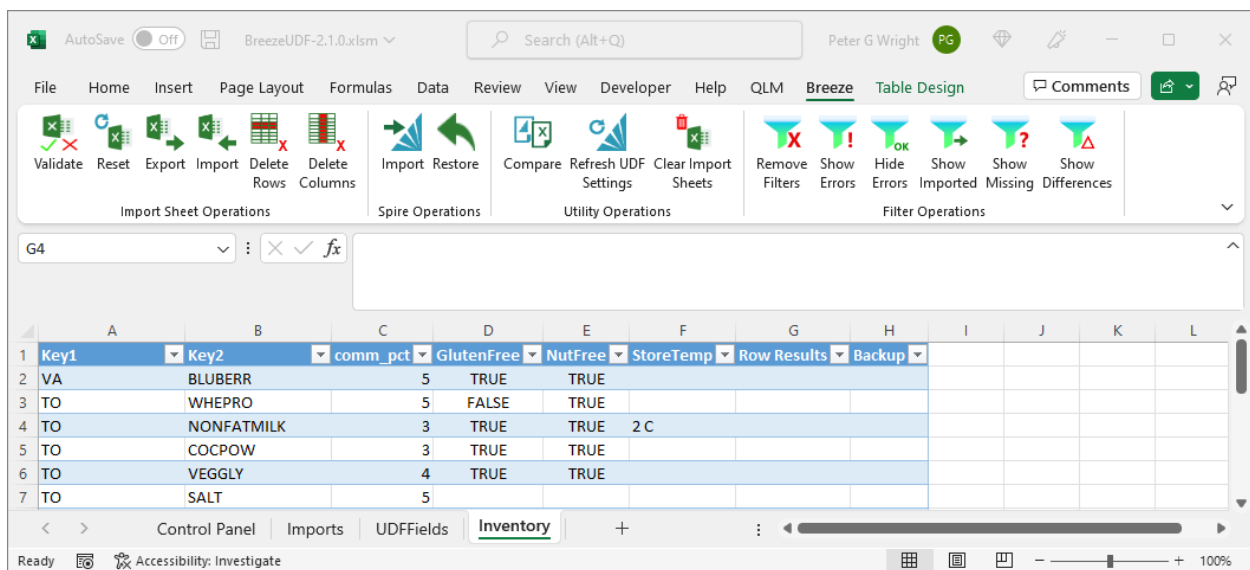 AutoSave Off BreezeUDF-2.1.0.xlsm Search (Alt+Q) Peter G Wright PG
File Home Insert Page Layout Formulas Data Review View Developer Help QLM Breeze Table Design Comments
Validate Reset Export Import Delete Rows Delete Columns Import Restore Compare Refresh UDF Settings Clear Import Sheets Remove Filters Show Errors Hide Errors Show Imported Show Missing Show Differences
Import Sheet Operations Spire Operations Utility Operations Filter Operations
G4 fx
A B C D E F G H I J K L
1 Key1 Key2 comm_pct GlutenFree NutFree StoreTemp Row Results Backup
2 VA BLUBERR 5 TRUE TRUE
3 TO WHEPRO 5 FALSE TRUE
4 TO NONFATMILK 3 TRUE TRUE 2 C
5 TO COCPOW 3 TRUE TRUE
6 TO VEGGLY 4 TRUE TRUE
7 TO SALT 5
Control Panel Imports UDFFields Inventory
Ready Accessibility: Investigate 100%